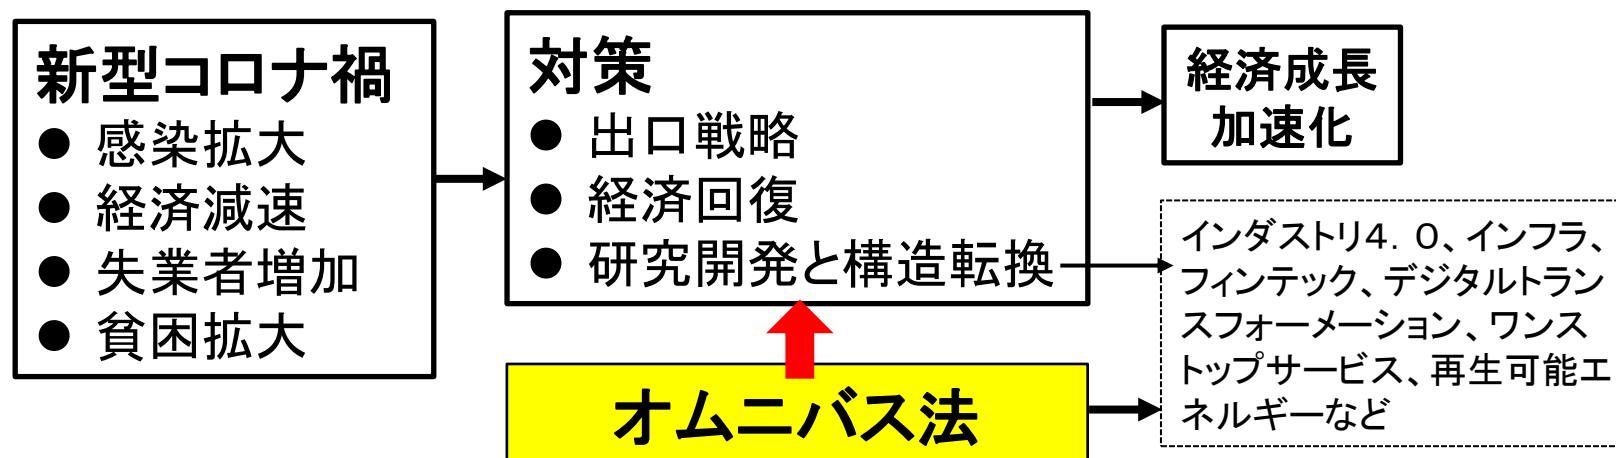 新型コロナ禍
● 感染拡大
● 経済減速
● 失業者増加
● 貧困拡大
対策
● 出口戦略
● 経済回復
● 研究開発と構造転換
オムニバス法
経済成長
加速化
インダストリ４．０、インフラ、
フィンテック、デジタルトラン
スフォーメーション、ワンス
トップサービス、再生可能エ
ネルギーなど